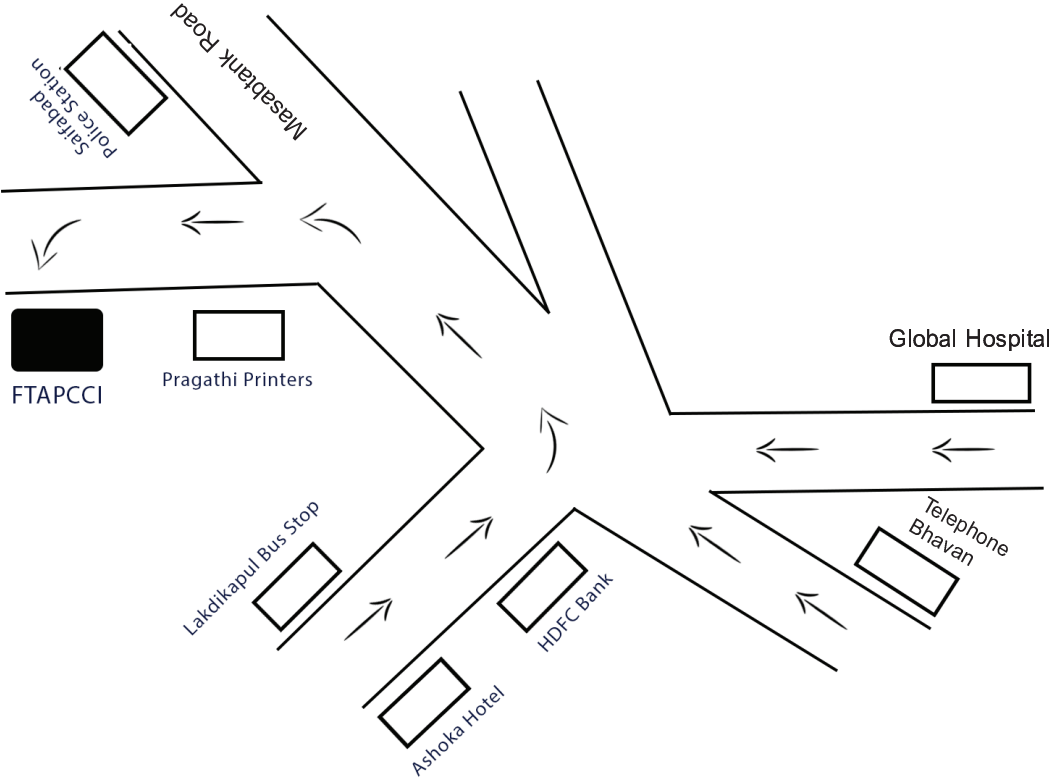 Masabtank Road
Saifabad
Police Station
FTAPCCI
Pragathi Printers
Global Hospital
Telephone
Bhavan
Lakdikapul Bus Stop
HDFC Bank
Ashoka Hotel